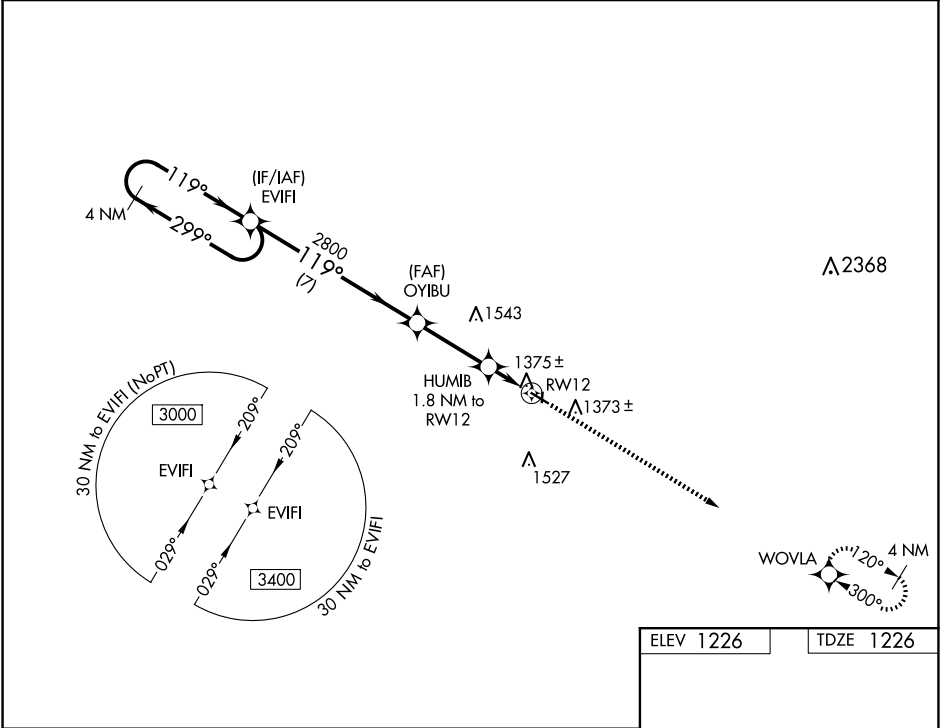 119°
(IF/IAF)
EVIFI
4 NM
299°
2800
119°
(7)
(FAF)
OYIBU
2368
1543
1375±
HUMIB
1.8 NM to
RW12
RW12
1373±
1527
30 NM to EVIFI (NoPT)
3000
209°
EVIFI
029°
209°
EVIFI
029°
3400
30 NM to EVIFI
WOVLA
120°
4 NM
300°
ELEV 1226
TDZE 1226